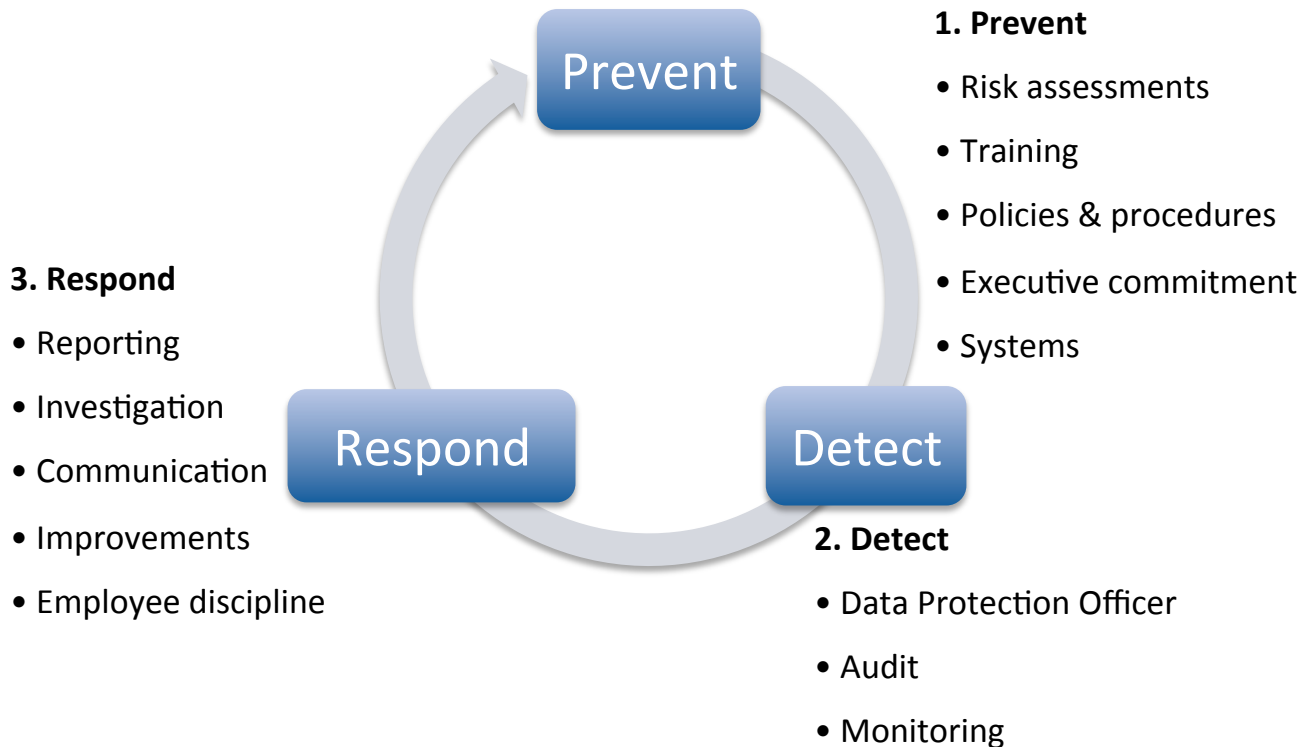 Prevent
1. Prevent
• Risk assessments
• Training
• Policies & procedures
• Executive commitment
• Systems
Detect
2. Detect
• Data Protection Officer
• Audit
• Monitoring
Respond
3. Respond
• Reporting
• Investigation
• Communication
• Improvements
• Employee discipline